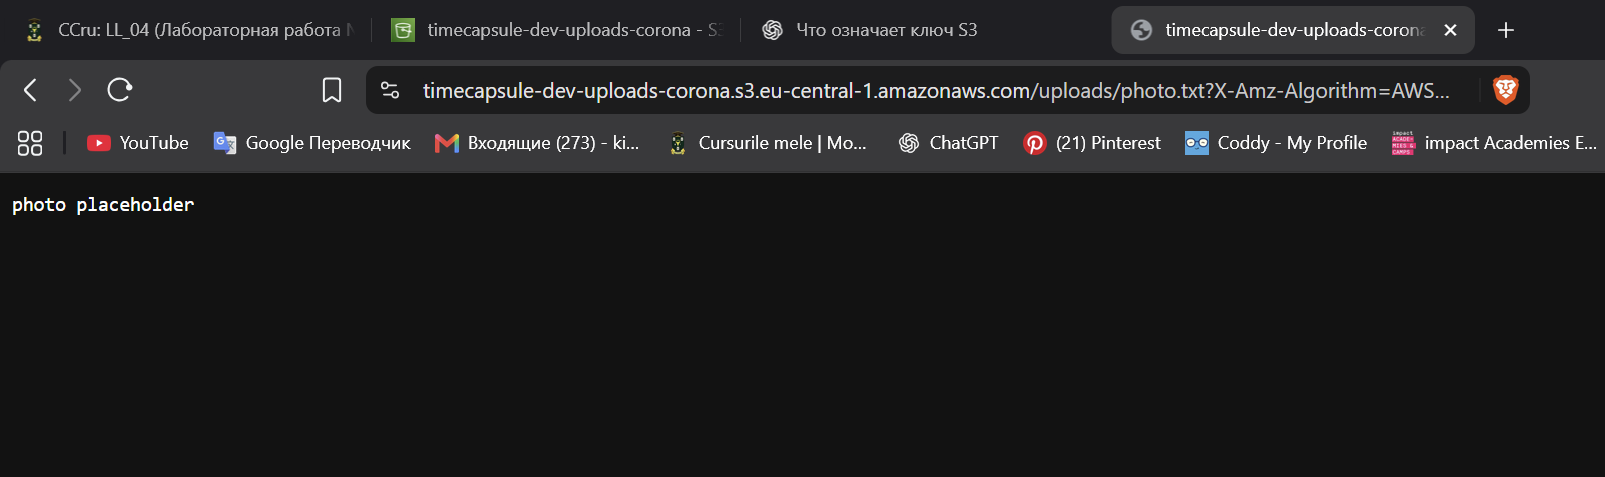 CCru: LL_04 (Лабораторная работа
timecapsule-dev-uploads-corona - S3
Что означает ключ S3
timecapsule-dev-uploads-corona
timecapsule-dev-uploads-corona.s3.eu-central-1.amazonaws.com/uploads/photo.txt?X-Amz-Algorithm=AWS...
YouTube
Google Переводчик
Входящие (273) - ki...
Cursurile mele | Mo...
ChatGPT
(21) Pinterest
Coddy - My Profile
impact Academies E...
photo placeholder